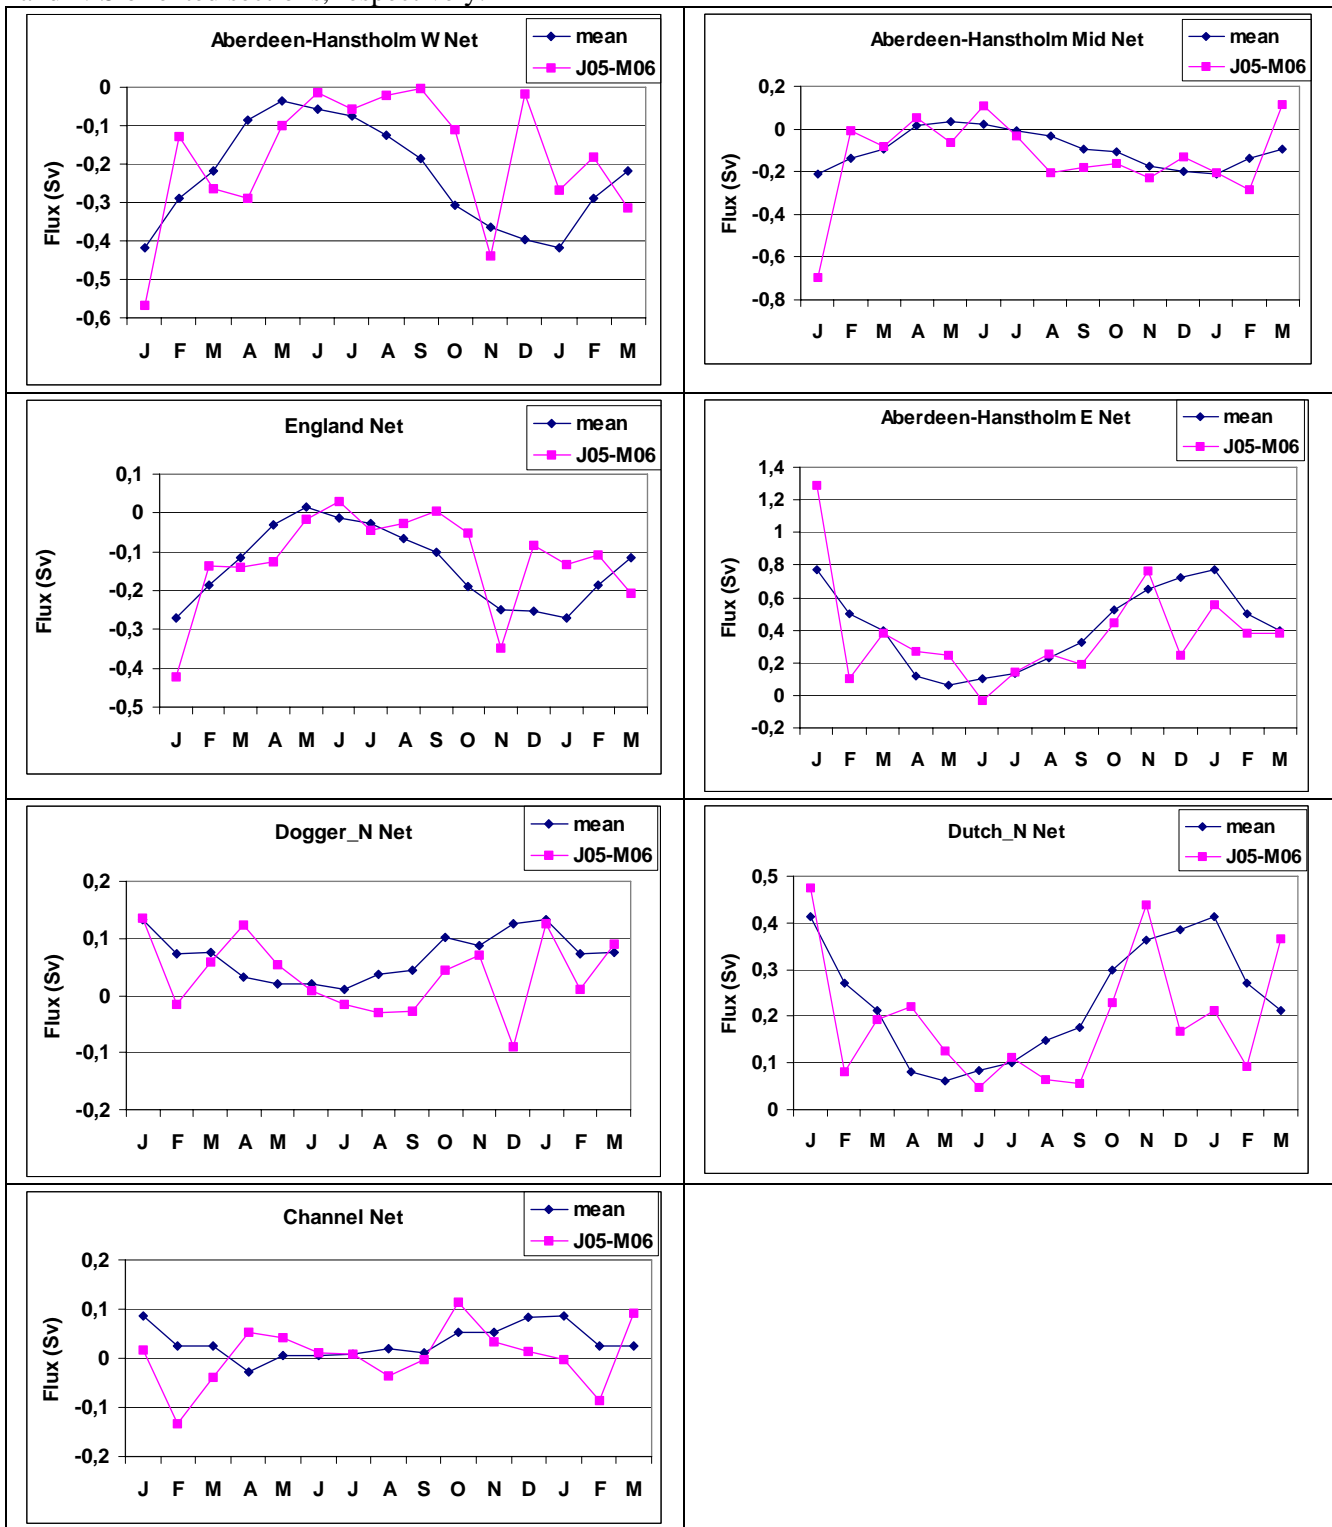 Aberdeen-Hanstholm W Net
mean
J05-M06
Flux (Sv)
0
-0,1
-0,2
-0,3
-0,4
-0,5
-0,6
J F M A M J J A S O N D J F M
Aberdeen-Hanstholm Mid Net
mean
J05-M06
Flux (Sv)
0,2
0
-0,2
-0,4
-0,6
-0,8
J F M A M J J A S O N D J F M
England Net
mean
J05-M06
Flux (Sv)
0,1
0
-0,1
-0,2
-0,3
-0,4
-0,5
J F M A M J J A S O N D J F M
Aberdeen-Hanstholm E Net
mean
J05-M06
Flux (Sv)
1,4
1,2
1
0,8
0,6
0,4
0,2
0
-0,2
J F M A M J J A S O N D J F M
Dogger_N Net
mean
J05-M06
Flux (Sv)
0,2
0,1
0
-0,1
-0,2
J F M A M J J A S O N D J F M
Dutch_N Net
mean
J05-M06
Flux (Sv)
0,5
0,4
0,3
0,2
0,1
0
J F M A M J J A S O N D J F M
Channel Net
mean
J05-M06
Flux (Sv)
0,2
0,1
0
-0,1
-0,2
J F M A M J J A S O N D J F M